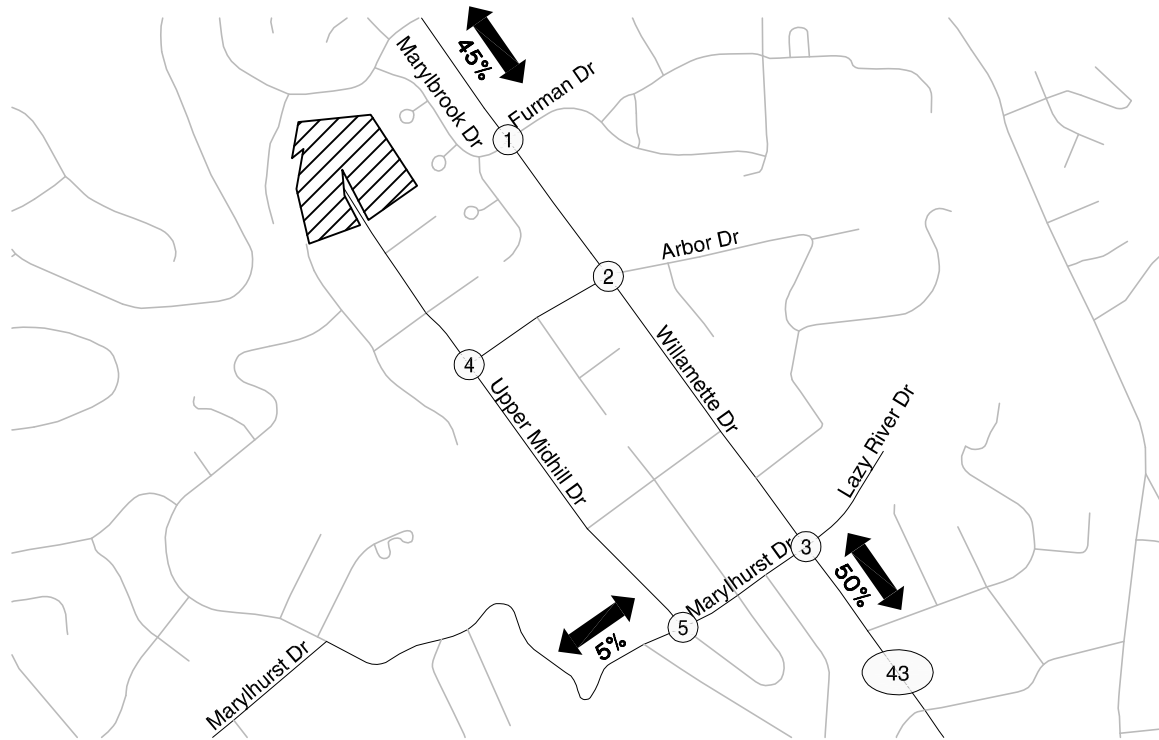 45%
Marylbrook Dr
Furman Dr
1
Arbor Dr
2
Willamette Dr
4
Upper Midhill Dr
Lazy River Dr
3
Marylhurst Dr
50%
5
5%
Marylhurst Dr
43